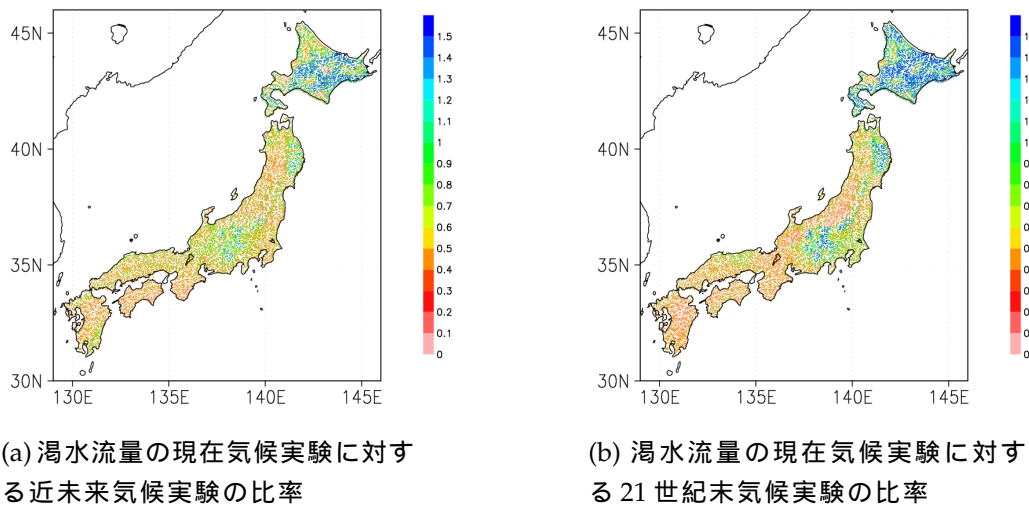 45N
40N
35N
30N
130E 135E 140E 145E
1.5
1.4
1.3
1.2
1.1
1
0.9
0.8
0.7
0.6
0.5
0.4
0.3
0.2
0.1
0
(a) 渇水流量の現在気候実験に対す
る近未来気候実験の比率
45N
40N
35N
30N
130E 135E 140E 145E
(b) 渇水流量の現在気候実験に対す
る 21 世紀末気候実験の比率